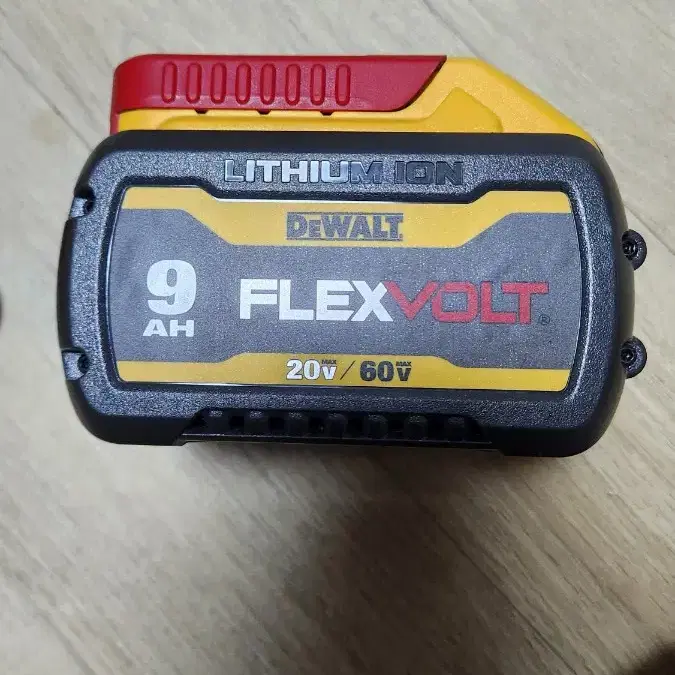 LITHIUM ION
DEWALT
9
AH
FLEXVOLT®
20V MAX / 60V MAX